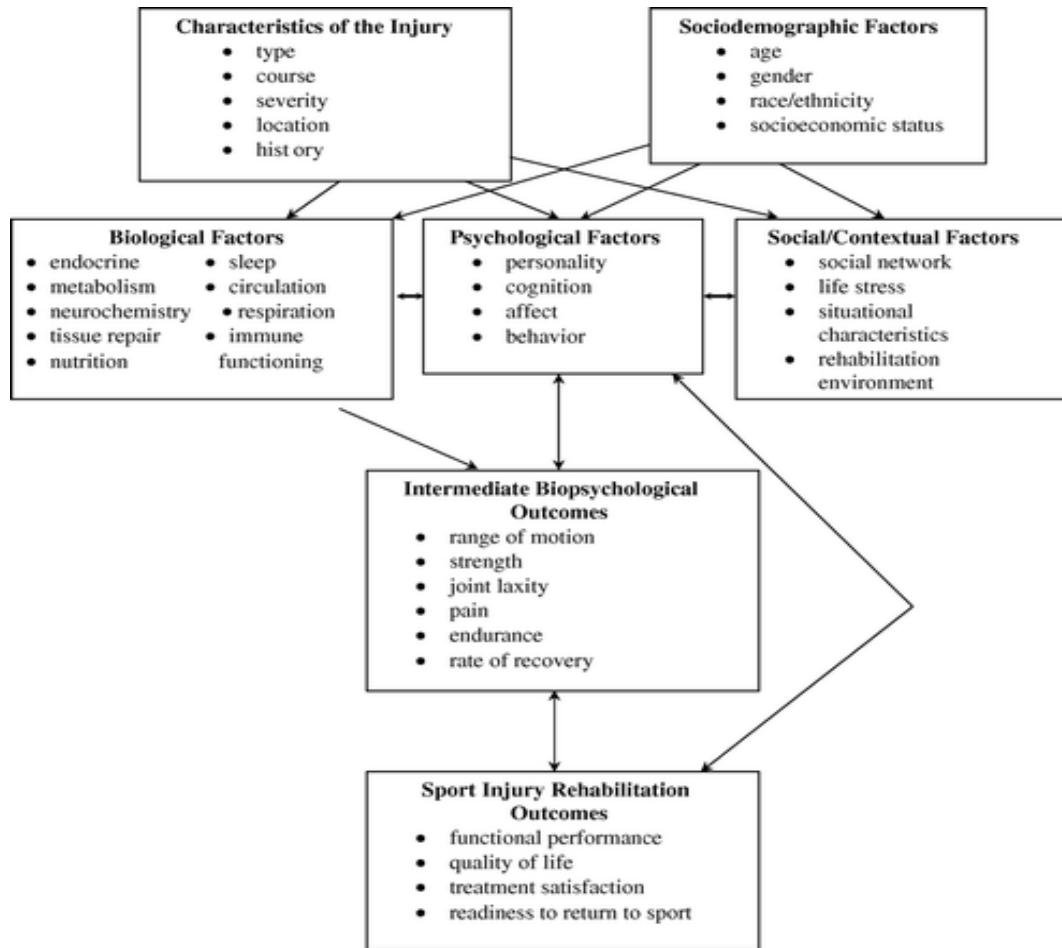 Characteristics of the Injury
• type
• course
• severity
• location
• hist ory
Sociodemographic Factors
• age
• gender
• race/ethnicity
• socioeconomic status
Biological Factors
• endocrine
• metabolism
• neurochemistry
• tissue repair
• nutrition
• sleep
• circulation
• respiration
• immune
functioning
Psychological Factors
• personality
• cognition
• affect
• behavior
Social/Contextual Factors
• social network
• life stress
• situational
characteristics
• rehabilitation
environment
Intermediate Biopsychological
Outcomes
• range of motion
• strength
• joint laxity
• pain
• endurance
• rate of recovery
Sport Injury Rehabilitation
Outcomes
• functional performance
• quality of life
• treatment satisfaction
• readiness to return to sport